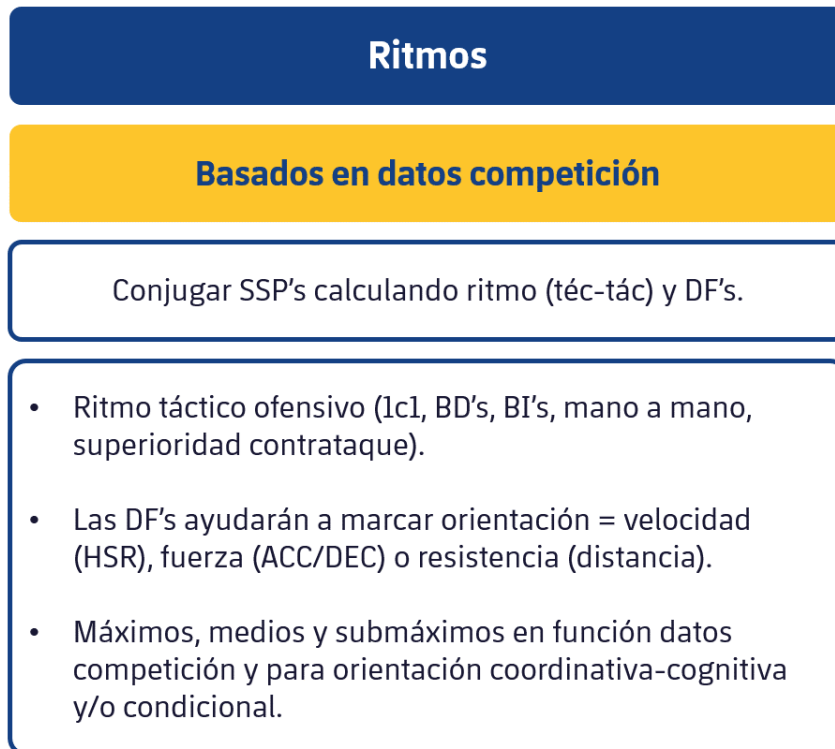 Ritmos
Basados en datos competición
Conjugar SSP's calculando ritmo (téc-tác) y DF's.
• Ritmo táctico ofensivo (1c1, BD's, BI's, mano a mano,
superioridad contrataque).
• Las DF's ayudarán a marcar orientación = velocidad
(HSR), fuerza (ACC/DEC) o resistencia (distancia).
• Máximos, medios y submáximos en función datos
competición y para orientación coordinativa-cognitiva
y/o condicional.